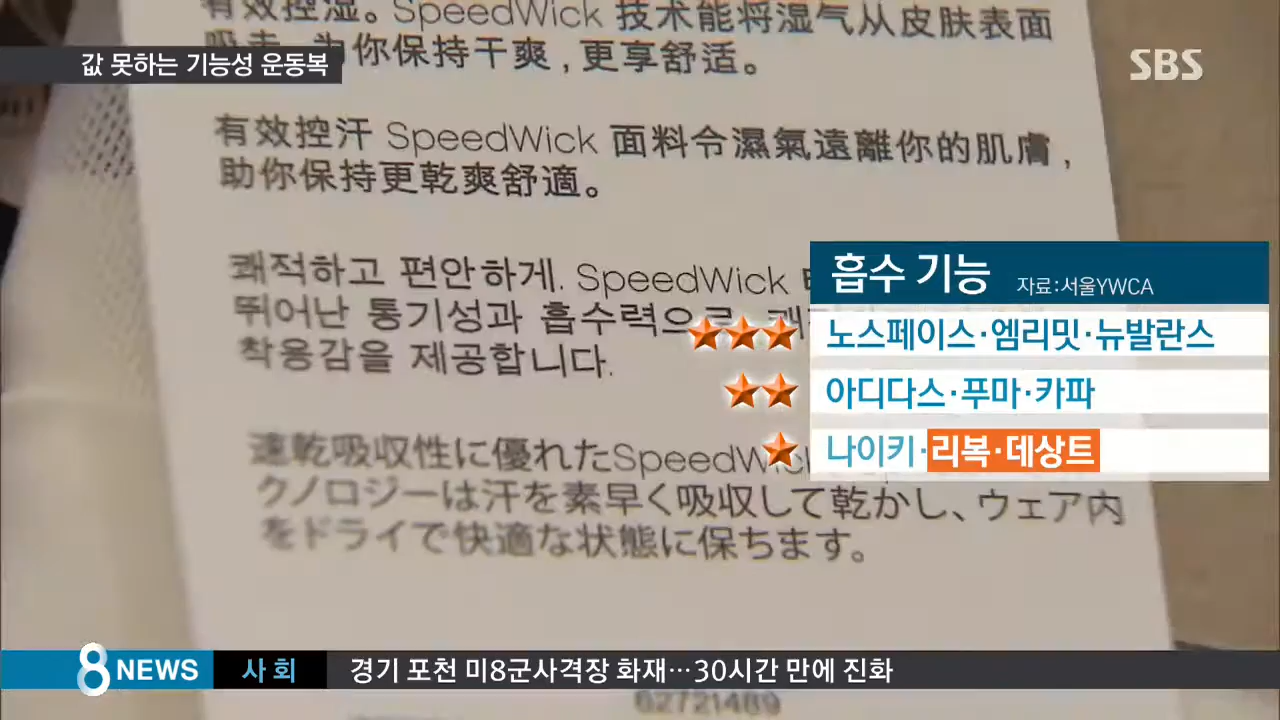 有效控湿。SpeedWick 技术能将湿气从皮肤表面
吸走,为你保持干爽,更享舒适。
값 못하는 기능성 운동복
SBS
有效控汗 SpeedWick 面料令濕氣遠離你的肌膚,
助你保持更乾爽舒適。
쾌적하고 편안하게. SpeedWick
뛰어난 통기성과 흡수력으로
착용감을 제공합니다.
速乾吸収性に優れたSpeedWick
クノロジーは汗を素早く吸収して乾かし、ウェア内
をドライで快適な状態に保ちます。
흡수 기능 자료:서울YWCA
노스페이스·엠리밋·뉴발란스
아디다스·푸마·카파
나이키·리복·데상트
8 NEWS 사회 경기 포천 미8군사격장 화재...30시간 만에 진화
62721489